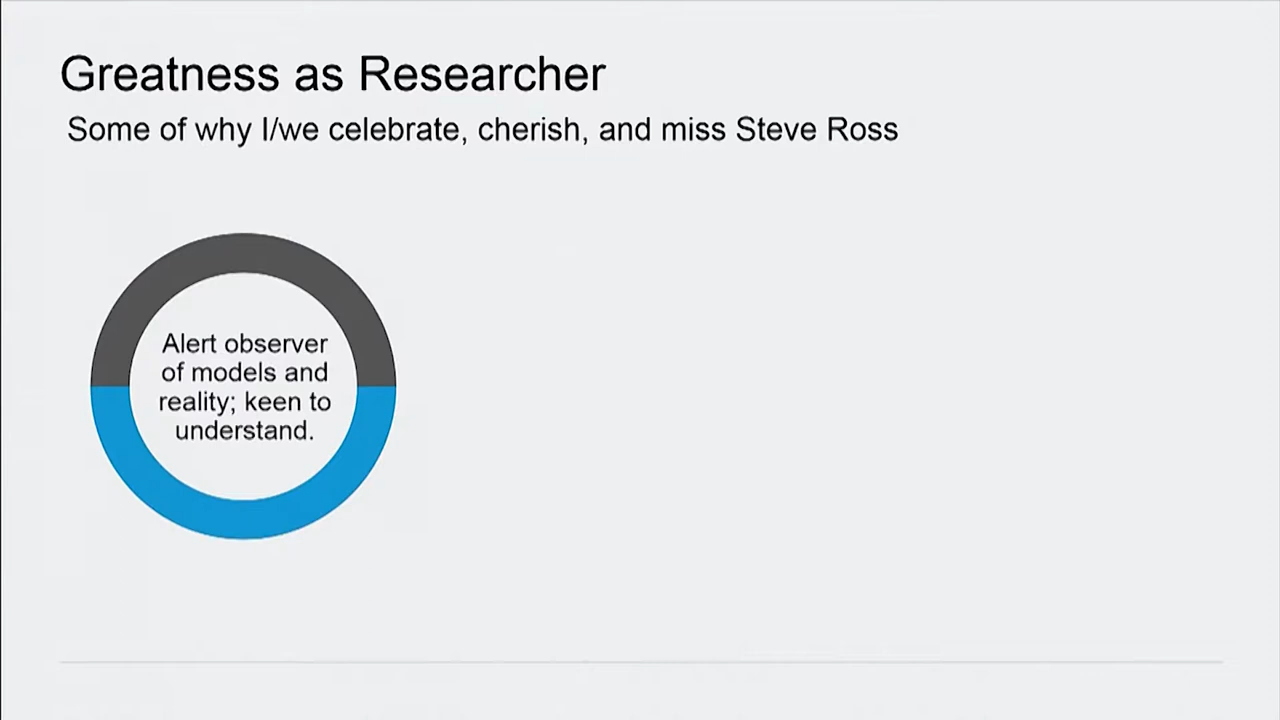 Greatness as Researcher
Some of why I/we celebrate, cherish, and miss Steve Ross
Alert observer
of models and
reality; keen to
understand.